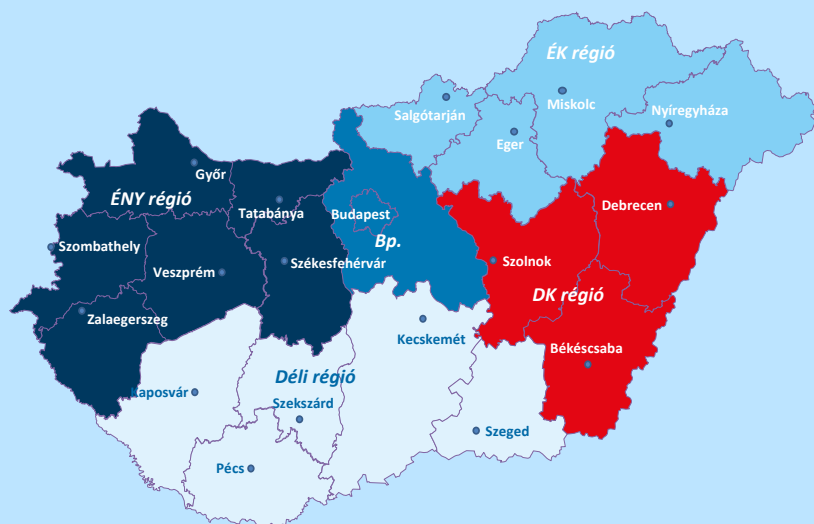 ÉK régió
Miskolc
Salgótarján
Nyíregyháza
Eger
Győr
ÉNY régió
Tatabánya
Budapest
Debrecen
Szombathely
Bp.
Veszprém
Székesfehérvár
Szolnok
DK régió
Zalaegerszeg
Kecskemét
Békéscsaba
Déli régió
Kaposvár
Szekszárd
Szeged
Pécs